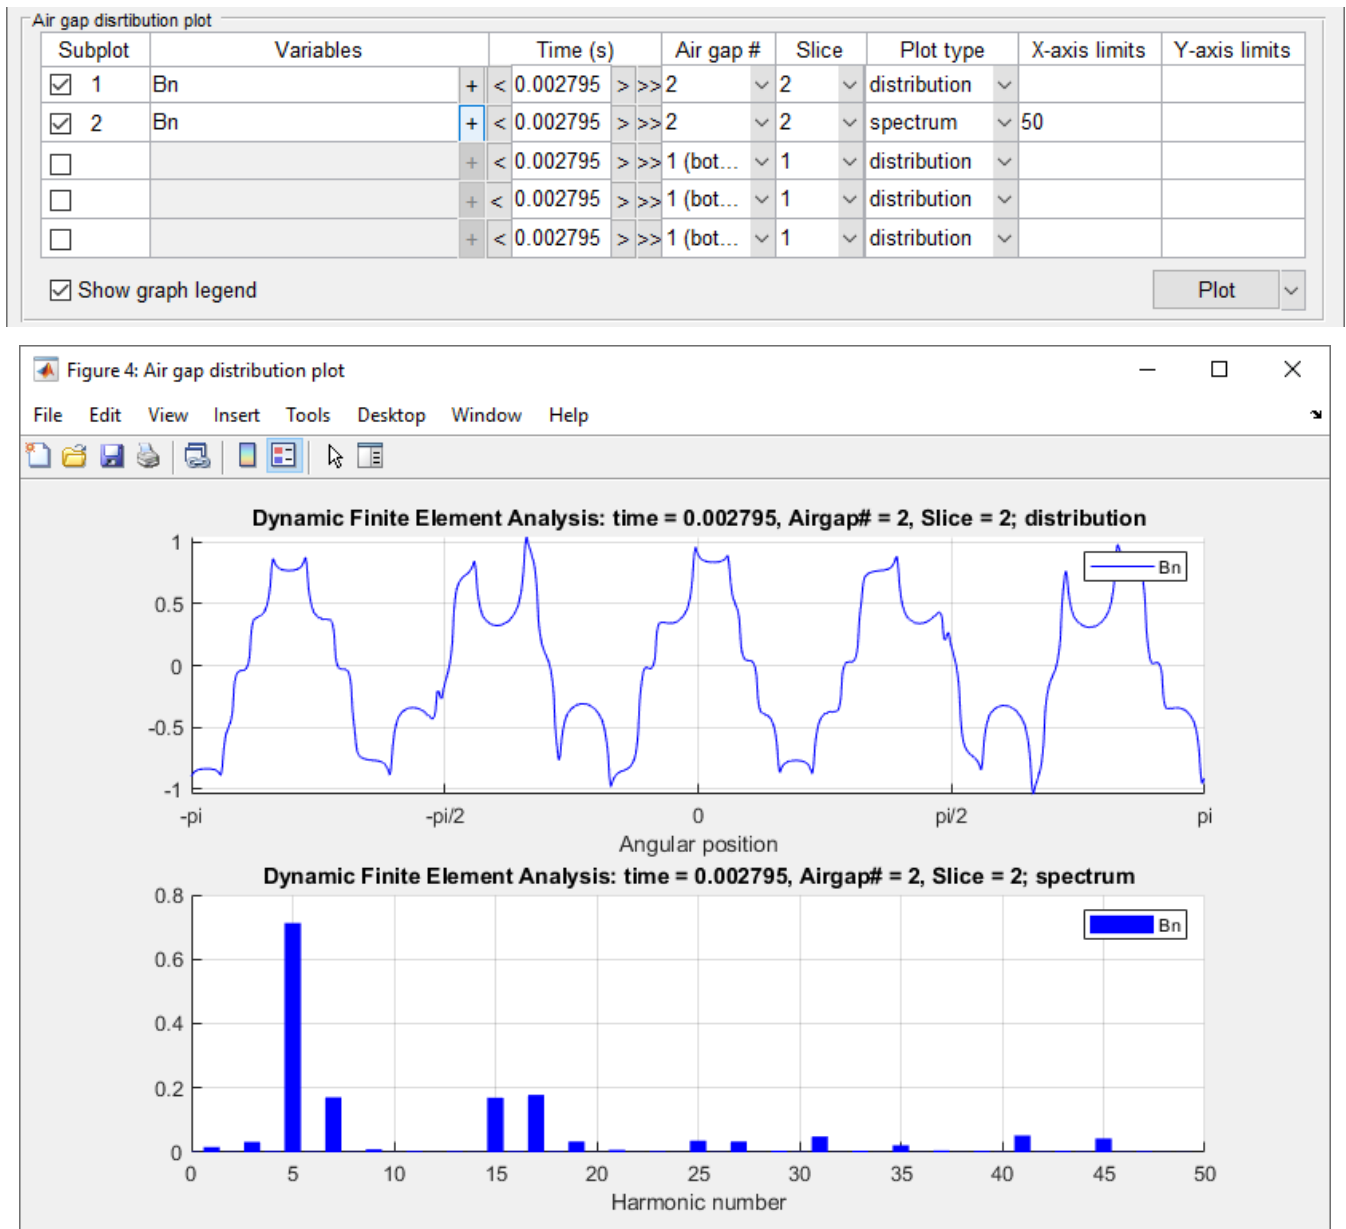 Air gap disrtibution plot
Subplot Variables Time (s) Air gap # Slice Plot type X-axis limits Y-axis limits
1 Bn + < 0.002795 > >> 2 2 distribution
2 Bn + < 0.002795 > >> 2 2 spectrum 50
+ < 0.002795 > >> 1 (bot... 1 distribution
+ < 0.002795 > >> 1 (bot... 1 distribution
+ < 0.002795 > >> 1 (bot... 1 distribution
Show graph legend Plot
Figure 4: Air gap distribution plot
File Edit View Insert Tools Desktop Window Help
Dynamic Finite Element Analysis: time = 0.002795, Airgap# = 2, Slice = 2; distribution
1
Bn
0.5
0
-0.5
-1
-pi -pi/2 0 pi/2 pi
Angular position
Dynamic Finite Element Analysis: time = 0.002795, Airgap# = 2, Slice = 2; spectrum
0.8
Bn
0.6
0.4
0.2
0
0 5 10 15 20 25 30 35 40 45 50
Harmonic number